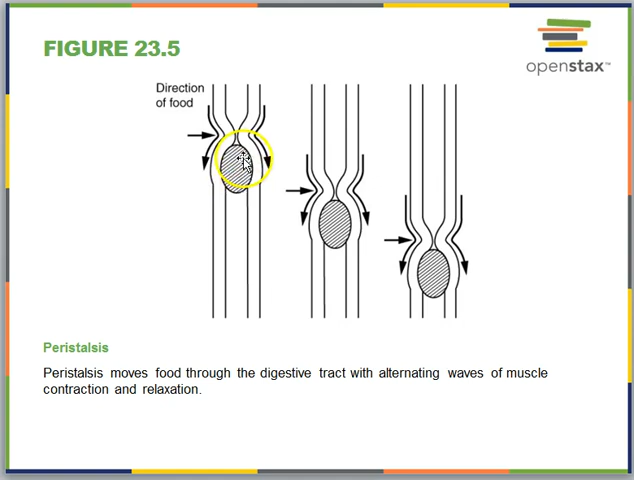 FIGURE 23.5
openstax™
Direction
of food
Peristalsis
Peristalsis moves food through the digestive tract with alternating waves of muscle
contraction and relaxation.